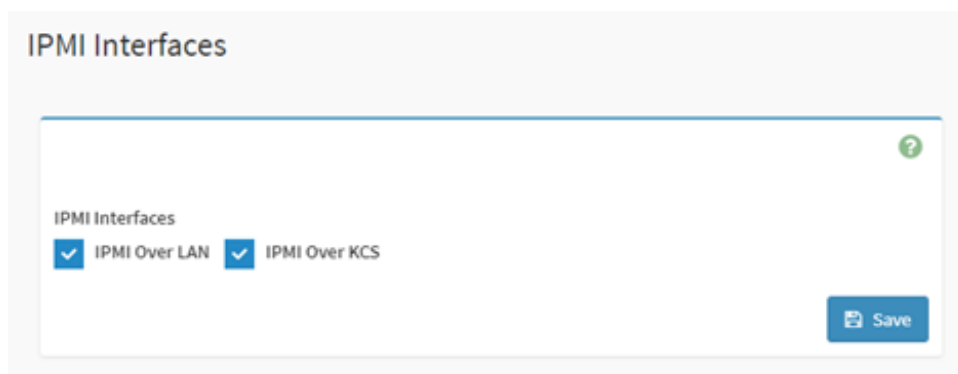 IPMI Interfaces
?
IPMI Interfaces
IPMI Over LAN IPMI Over KCS
Save